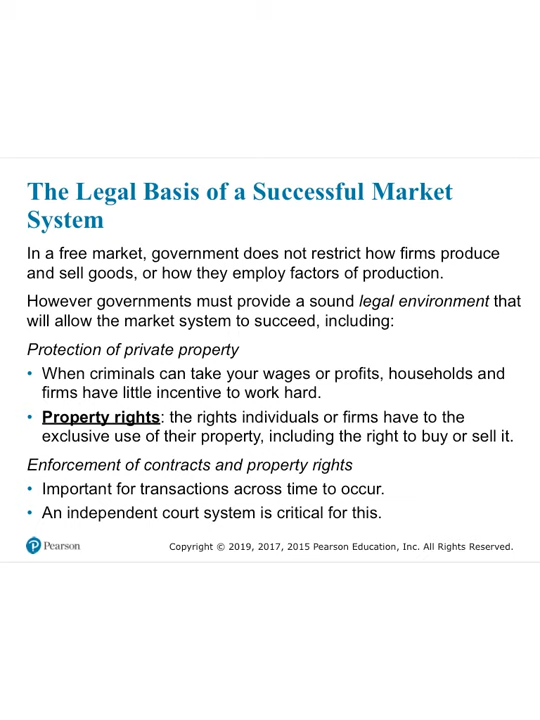 The Legal Basis of a Successful Market
System
In a free market, government does not restrict how firms produce
and sell goods, or how they employ factors of production.
However governments must provide a sound legal environment that
will allow the market system to succeed, including:
Protection of private property
• When criminals can take your wages or profits, households and
firms have little incentive to work hard.
• Property rights: the rights individuals or firms have to the
exclusive use of their property, including the right to buy or sell it.
Enforcement of contracts and property rights
• Important for transactions across time to occur.
• An independent court system is critical for this.
P Pearson Copyright © 2019, 2017, 2015 Pearson Education, Inc. All Rights Reserved.